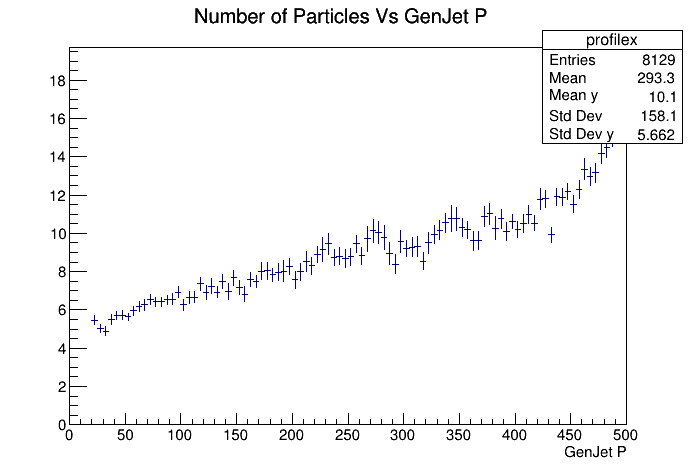 Number of Particles Vs GenJet P
profilex
Entries 8129
Mean 293.3
Mean y 10.1
Std Dev 158.1
Std Dev y 5.662
18
16
14
12
10
8
6
4
2
0
0 50 100 150 200 250 300 350 400 450 500
GenJet P